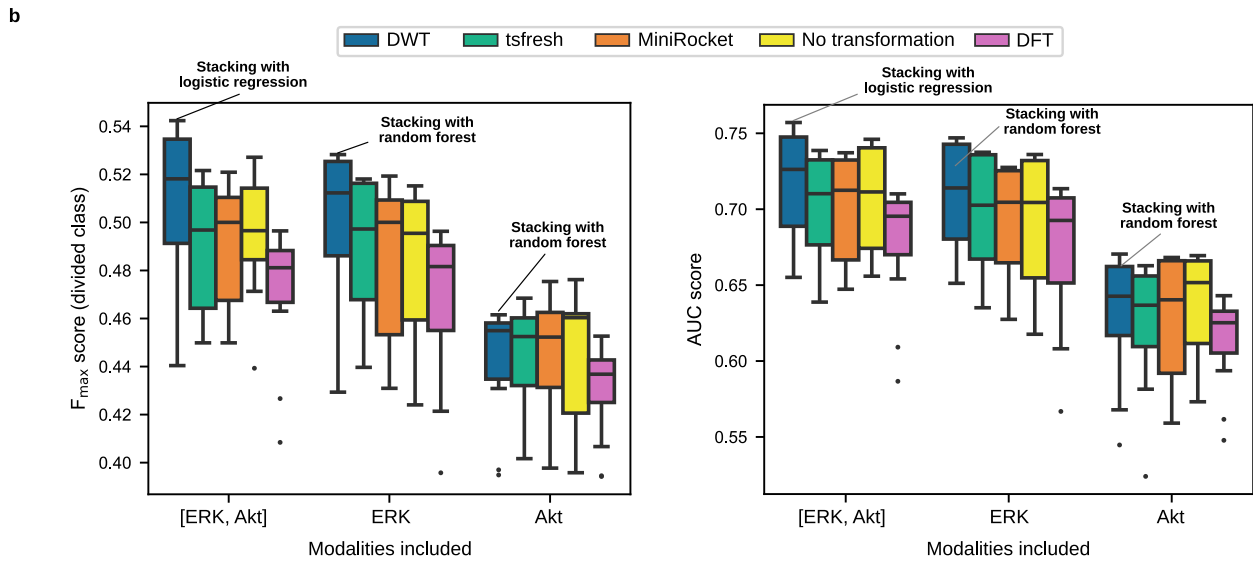 b
DWT tsfresh MiniRocket No transformation DFT
Stacking with
logistic regression
Stacking with
random forest
Stacking with
random forest
F_max score (divided class)
0.54
0.52
0.50
0.48
0.46
0.44
0.42
0.40
[ERK, Akt] ERK Akt
Modalities included
Stacking with
logistic regression
Stacking with
random forest
Stacking with
random forest
AUC score
0.75
0.70
0.65
0.60
0.55
[ERK, Akt] ERK Akt
Modalities included